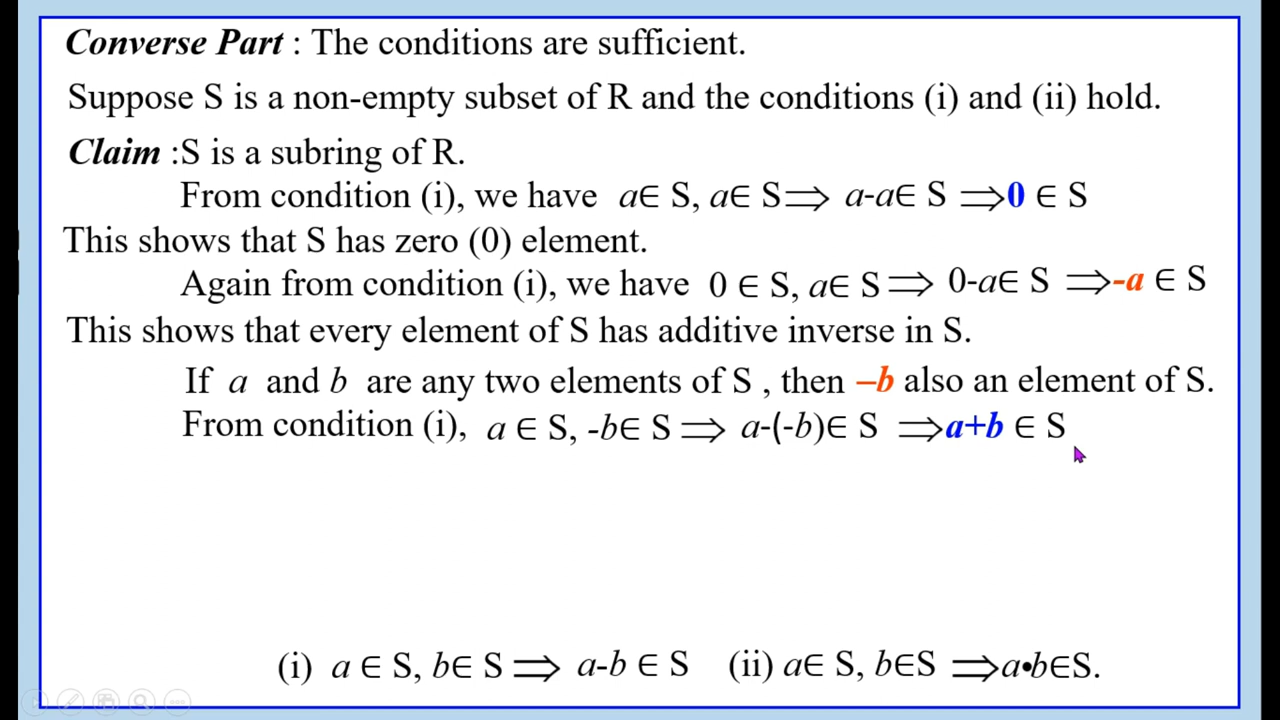 Converse Part : The conditions are sufficient.
Suppose S is a non-empty subset of R and the conditions (i) and (ii) hold.
Claim :S is a subring of R.
From condition (i), we have a∈ S, a∈ S⟹ a-a∈ S ⟹0 ∈ S
This shows that S has zero (0) element.
Again from condition (i), we have 0 ∈ S, a∈ S⟹ 0-a∈ S ⟹-a ∈ S
This shows that every element of S has additive inverse in S.
If a and b are any two elements of S , then –b also an element of S.
From condition (i), a ∈ S, -b∈ S⟹ a-(-b)∈ S ⟹a+b ∈ S
(i) a ∈ S, b∈ S⟹ a-b ∈ S (ii) a∈ S, b∈S ⟹a•b∈S.